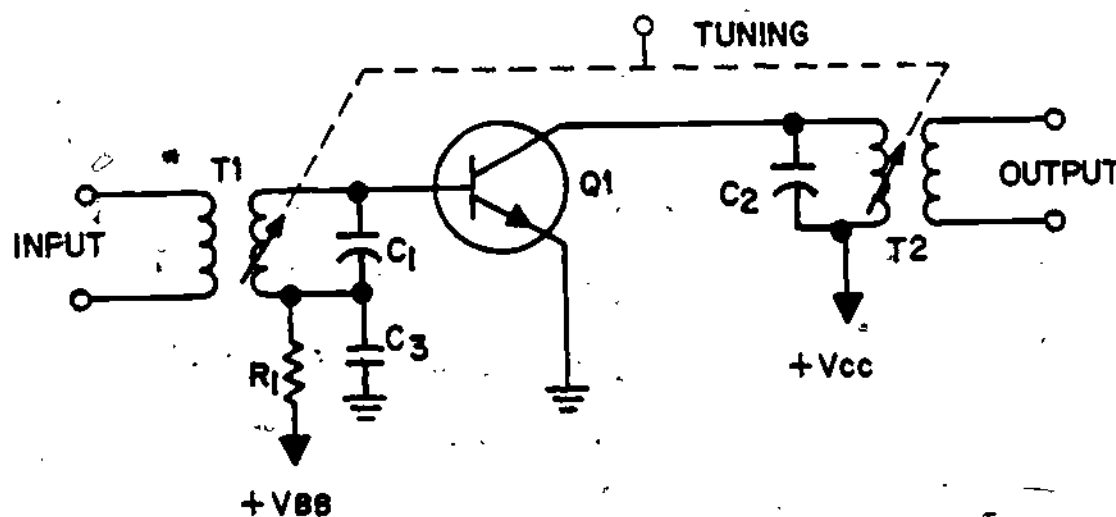 TUNING
T1
Q1
INPUT
C1
C2
OUTPUT
T2
C3
R1
+Vcc
+VBB